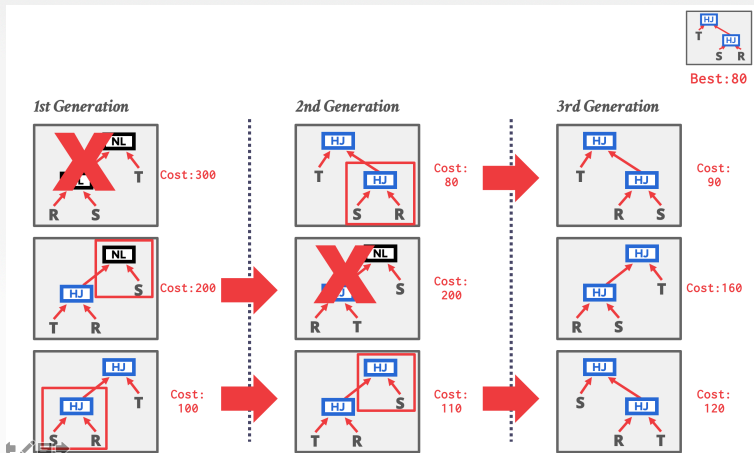 HJ
T
HJ
S R
Best:80
1st Generation
2nd Generation
3rd Generation
X NL
T
R S
Cost:300
HJ
T
HJ
S R
Cost:
80
HJ
T
HJ
R S
Cost:
90
NL
HJ
S
T R
Cost:200
X NL
HJ
S
R T
Cost:
200
HJ
HJ
T
R S
Cost:160
HJ
HJ
T
S R
Cost:
100
HJ
HJ
S
T R
Cost:
110
HJ
S
HJ
R T
Cost:
120